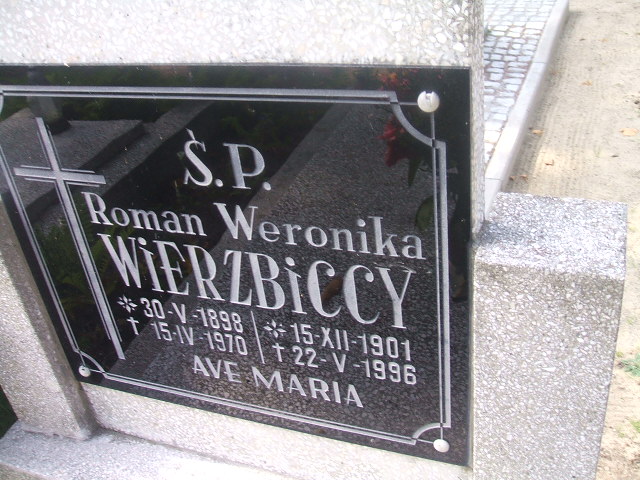 Ś.P.
Roman Weronika
WiERZBiCCY
* 30-V-1898 * 15-XII-1901
† 15-IV-1970 † 22-V-1996
AVE MARIA